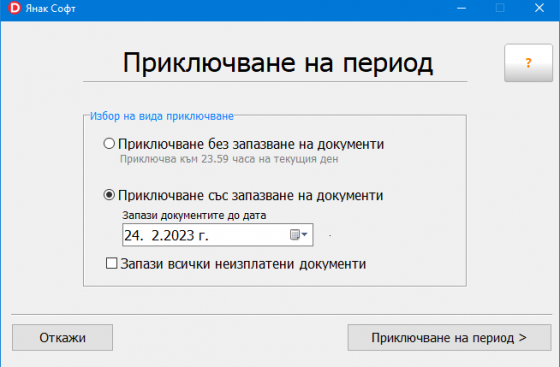 D Янак Софт
Приключване на период
?
Избор на вида приключване
Приключване без запазване на документи
Приключва към 23.59 часа на текущия ден
Приключване със запазване на документи
Запази документите до дата
24. 2.2023 г.
Запази всички неизплатени документи
Откажи
Приключване на период >